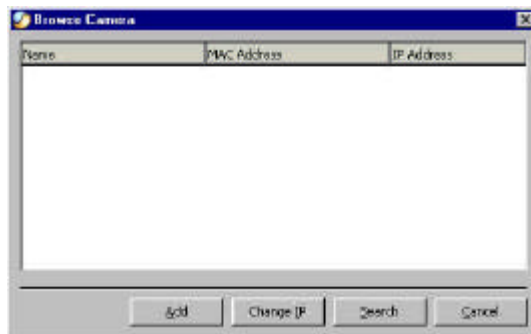 Browse Camera
Name MAC Address IP Address
Add Change IP Search Cancel